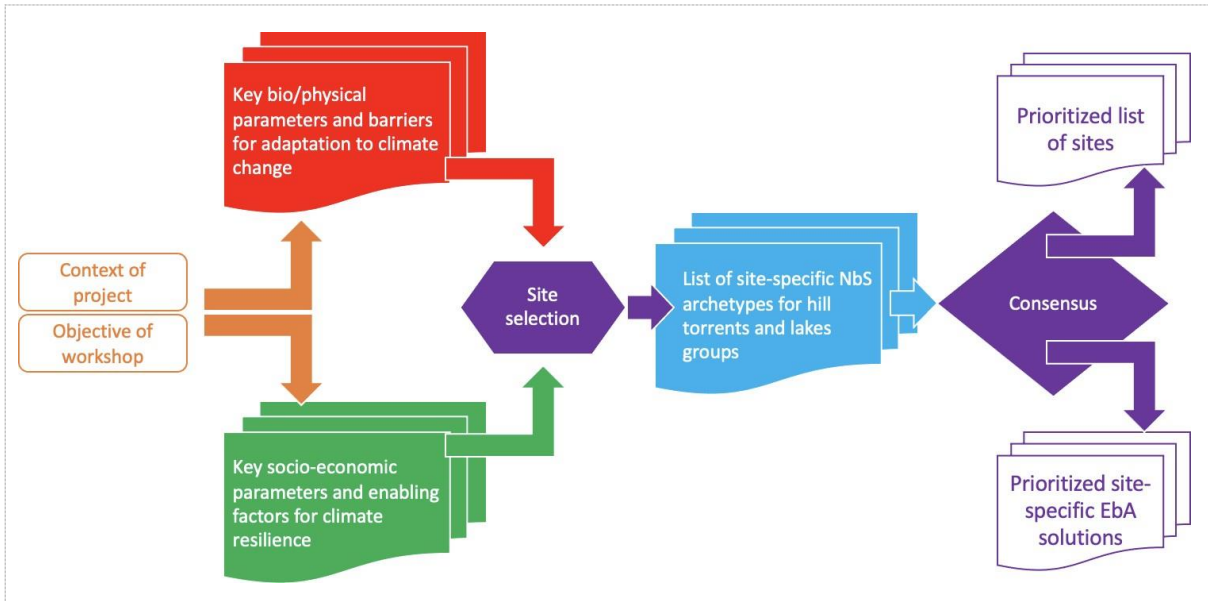 Key bio/physical
parameters and barriers
for adaptation to climate
change
Context of
project
Objective of
workshop
Key socio-economic
parameters and enabling
factors for climate
resilience
Site
selection
List of site-specific NbS
archetypes for hill
torrents and lakes
groups
Consensus
Prioritized list
of sites
Prioritized site-
specific EbA
solutions